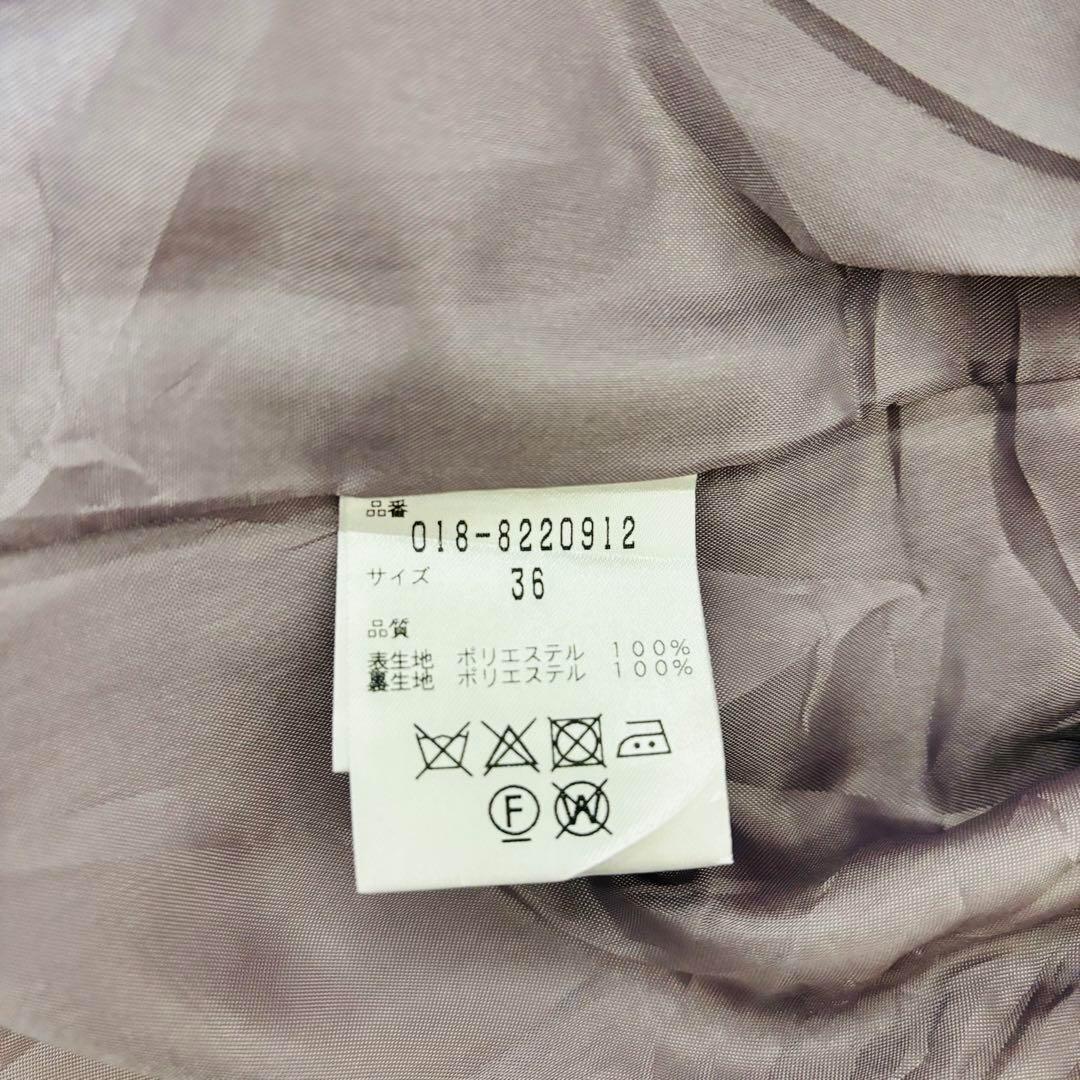 品番
018-8220912
サイズ 36
品質
表生地 ポリエステル 100%
裏生地 ポリエステル 100%
F W